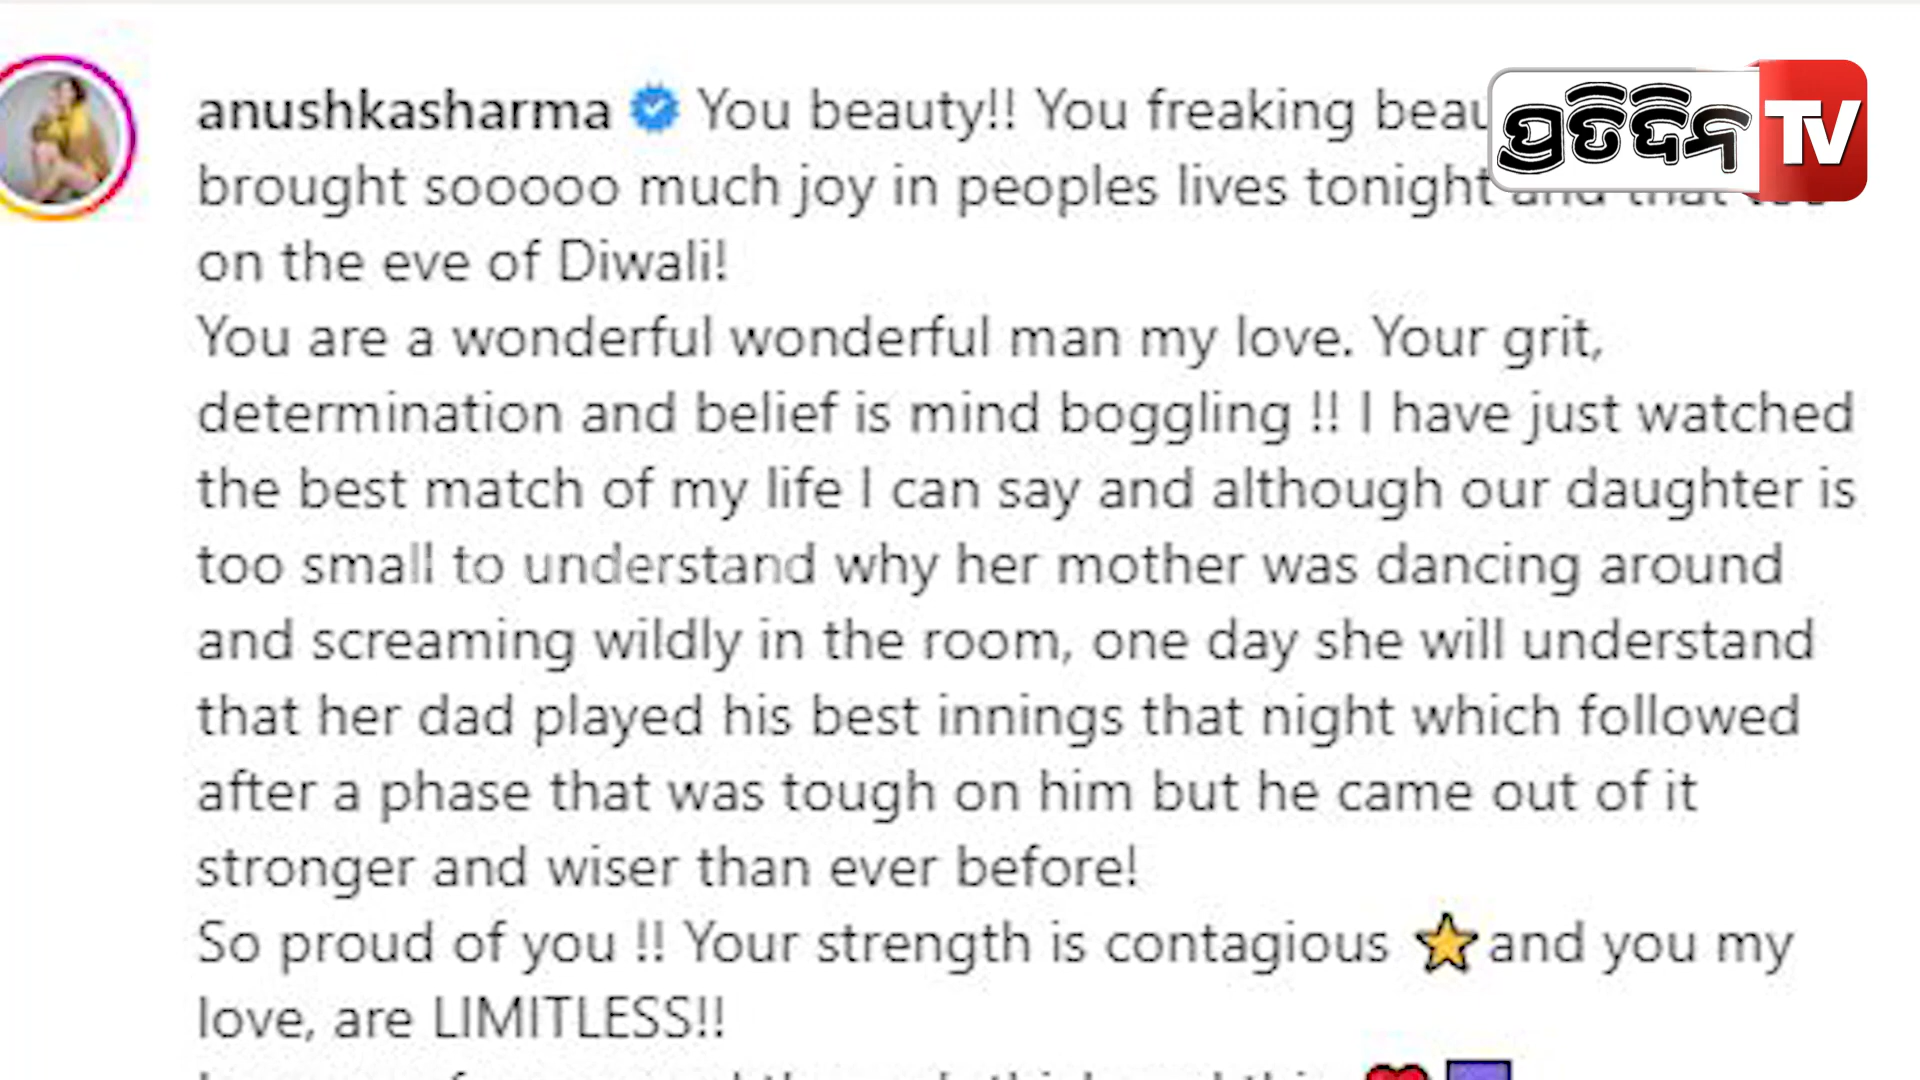 anushkasharma You beauty!! You freaking
ପ୍ରତିଦିନ TV
brought sooooo much joy in peoples lives tonight and that too
on the eve of Diwali!
You are a wonderful wonderful man my love. Your grit,
determination and belief is mind boggling !! I have just watched
the best match of my life I can say and although our daughter is
too small to understand why her mother was dancing around
and screaming wildly in the room, one day she will understand
that her dad played his best innings that night which followed
after a phase that was tough on him but he came out of it
stronger and wiser than ever before!
So proud of you !! Your strength is contagious ⭐ and you my
love, are LIMITLESS!!